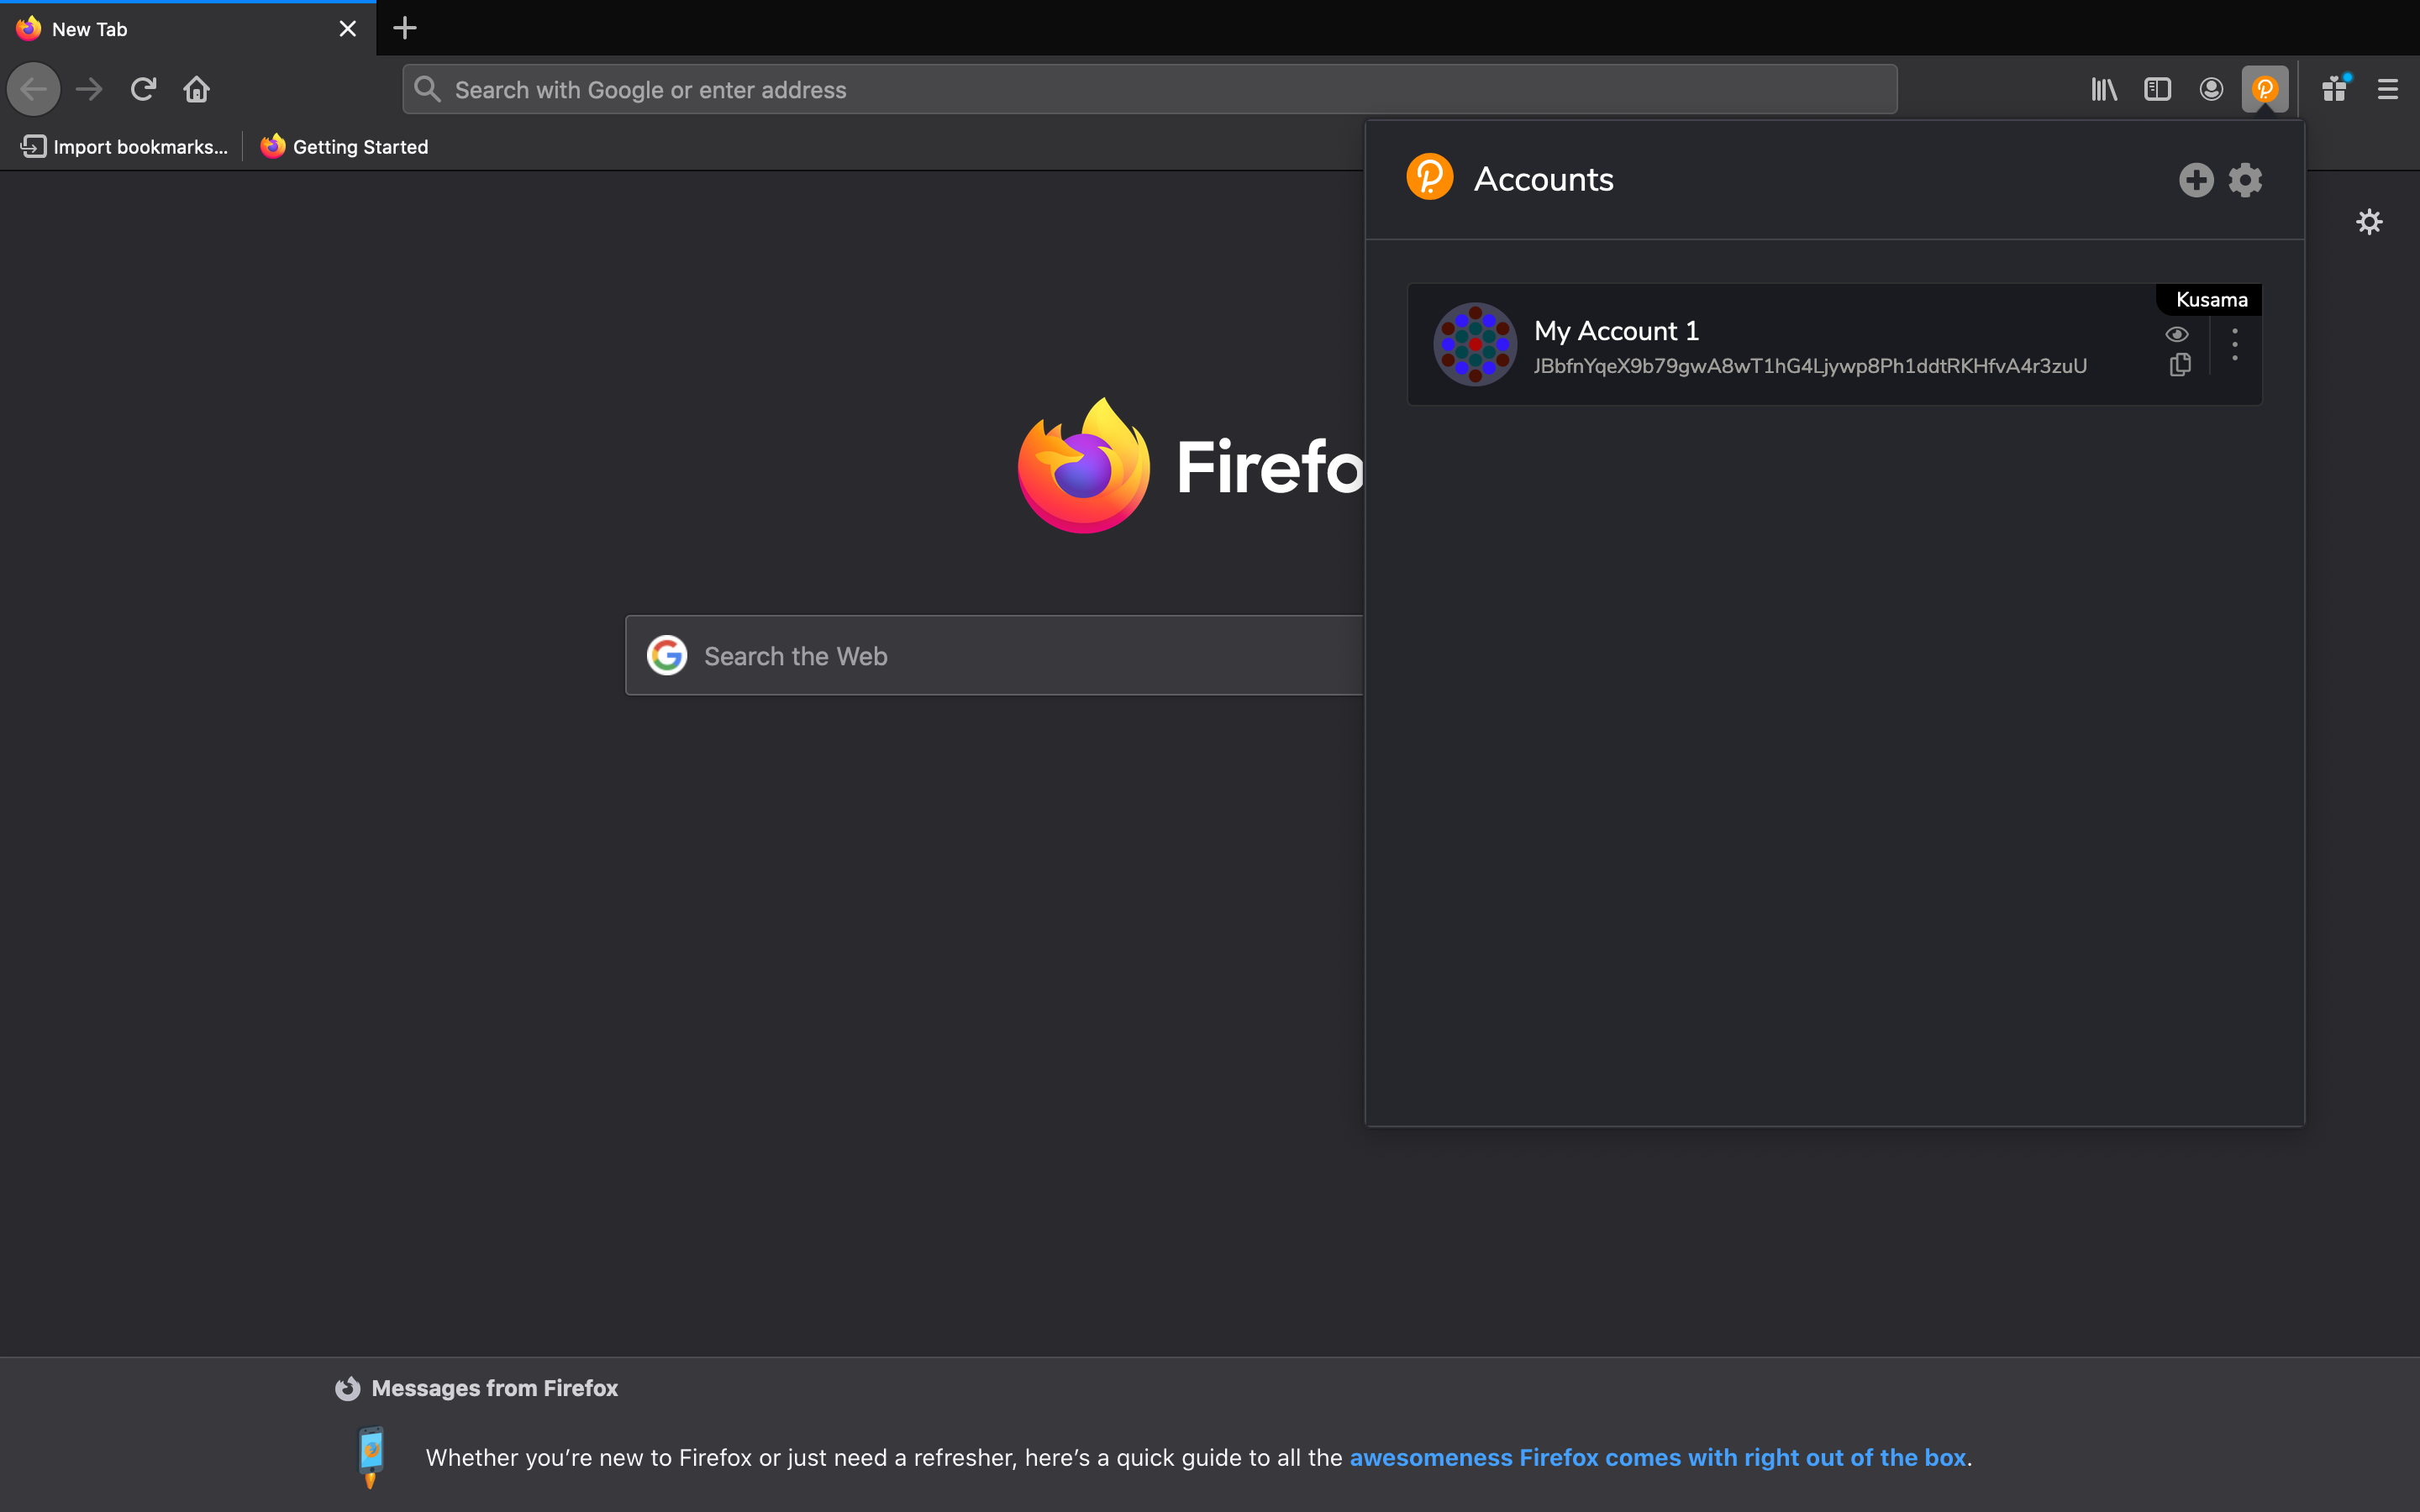 New Tab
Search with Google or enter address
Import bookmarks...
Getting Started
Accounts
Kusama
My Account 1
JBbfnYqeX9b79gwA8wT1hG4Ljywp8Ph1ddtRKHfvA4r3zuU
Firefo
Search the Web
Messages from Firefox
Whether you’re new to Firefox or just need a refresher, here’s a quick guide to all the awesomeness Firefox comes with right out of the box.